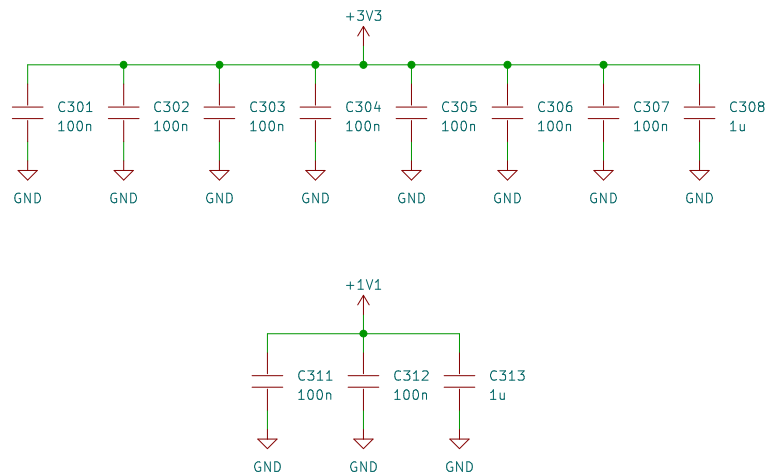 +3V3
C301 C302 C303 C304 C305 C306 C307 C308
100n 100n 100n 100n 100n 100n 100n 1u
GND GND GND GND GND GND GND GND
+1V1
C311 C312 C313
100n 100n 1u
GND GND GND